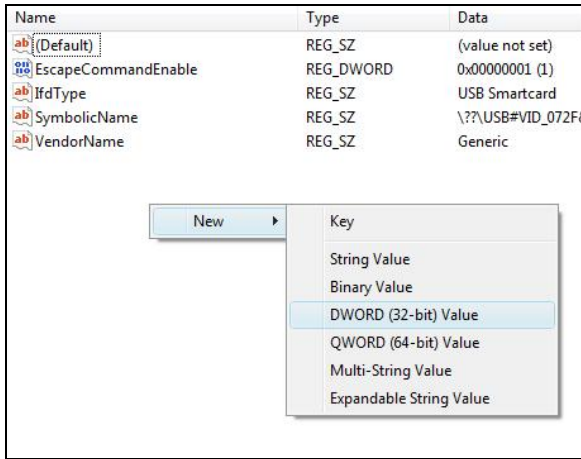 Name Type Data
(Default) REG_SZ (value not set)
EscapeCommandEnable REG_DWORD 0x00000001 (1)
IfdType REG_SZ USB Smartcard
SymbolicName REG_SZ \??\USB#VID_072F&
VendorName REG_SZ Generic
New Key
String Value
Binary Value
DWORD (32-bit) Value
QWORD (64-bit) Value
Multi-String Value
Expandable String Value